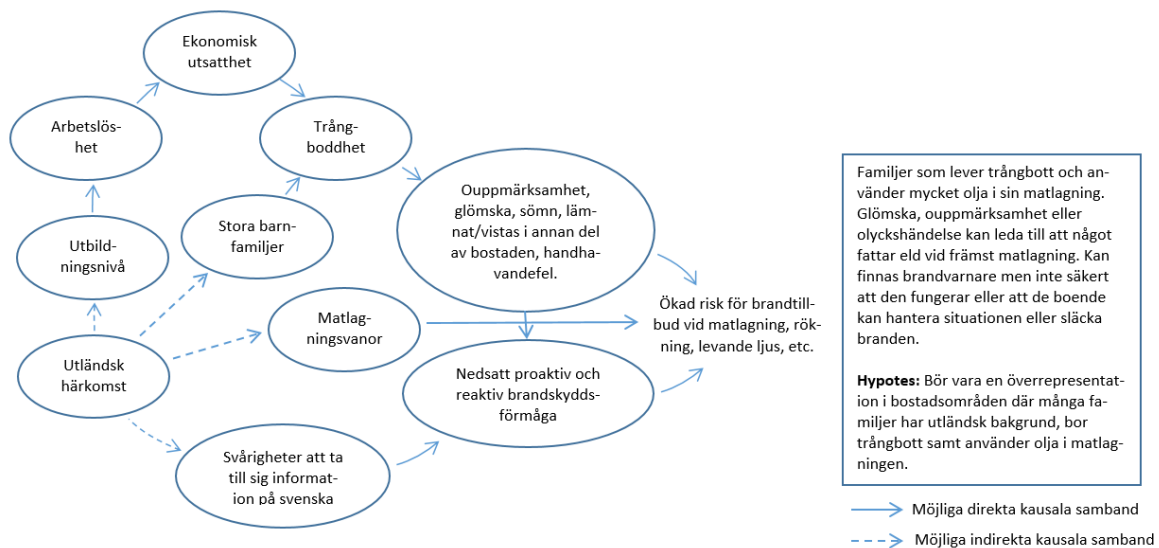 Ekonomisk
utsatthet
Arbetslös-
het
Trång-
boddhet
Ouppmärksamhet,
glömska, sömn, läm-
nat/vistas i annan del
av bostaden, handha-
vandefel.
Utbild-
ningsnivå
Stora barn-
familjer
Matlag-
ningsvanor
Utländsk
härkomst
Ökad risk för brandtill-
bud vid matlagning, rök-
ning, levande ljus, etc.
Nedsatt proaktiv och
reaktiv brandskydds-
förmåga
Svårigheter att ta
till sig informat-
ion på svenska
Familjer som lever trångbott och an-
vänder mycket olja i sin matlagning.
Glömska, ouppmärksamhet eller
olyckshändelse kan leda till att något
fattar eld vid främst matlagning. Kan
finnas brandvarnare men inte säkert
att den fungerar eller att de boende
kan hantera situationen eller släcka
branden.
Hypotes: Bör vara en överrepresentat-
ion i bostadsområden där många fa-
miljer har utländsk bakgrund, bor
trångbott samt använder olja i matlag-
ningen.
Möjliga direkta kausala samband
Möjliga indirekta kausala samband